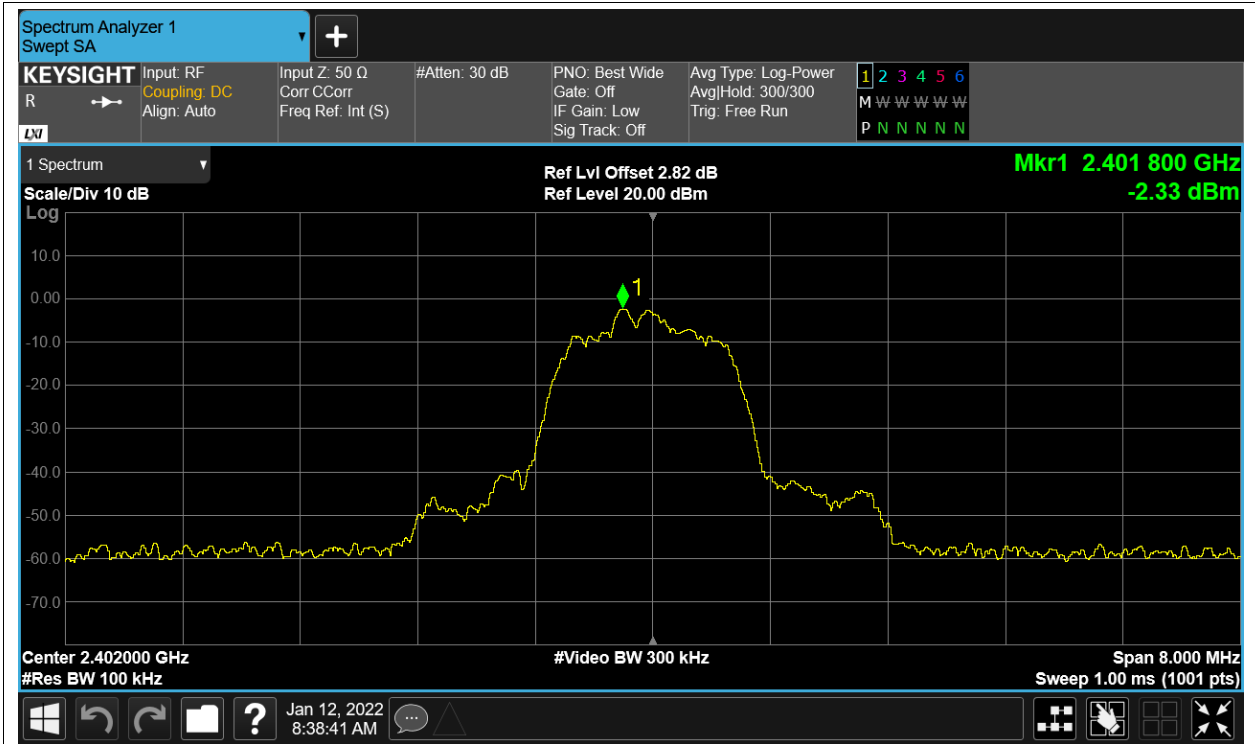 Spectrum Analyzer 1
Swept SA
KEYSIGHT
R
LXI
Input: RF
Coupling: DC
Align: Auto
Input Z: 50 Ω
Corr CCorr
Freq Ref: Int (S)
#Atten: 30 dB
PNO: Best Wide
Gate: Off
IF Gain: Low
Sig Track: Off
Avg Type: Log-Power
Avg|Hold: 300/300
Trig: Free Run
1 2 3 4 5 6
M W W W W W
P N N N N N
1 Spectrum
Scale/Div 10 dB
Ref Lvl Offset 2.82 dB
Ref Level 20.00 dBm
Mkr1 2.401 800 GHz
-2.33 dBm
Log
10.0
0.00
-10.0
-20.0
-30.0
-40.0
-50.0
-60.0
-70.0
1
Center 2.402000 GHz
#Res BW 100 kHz
#Video BW 300 kHz
Span 8.000 MHz
Sweep 1.00 ms (1001 pts)
?
Jan 12, 2022
8:38:41 AM